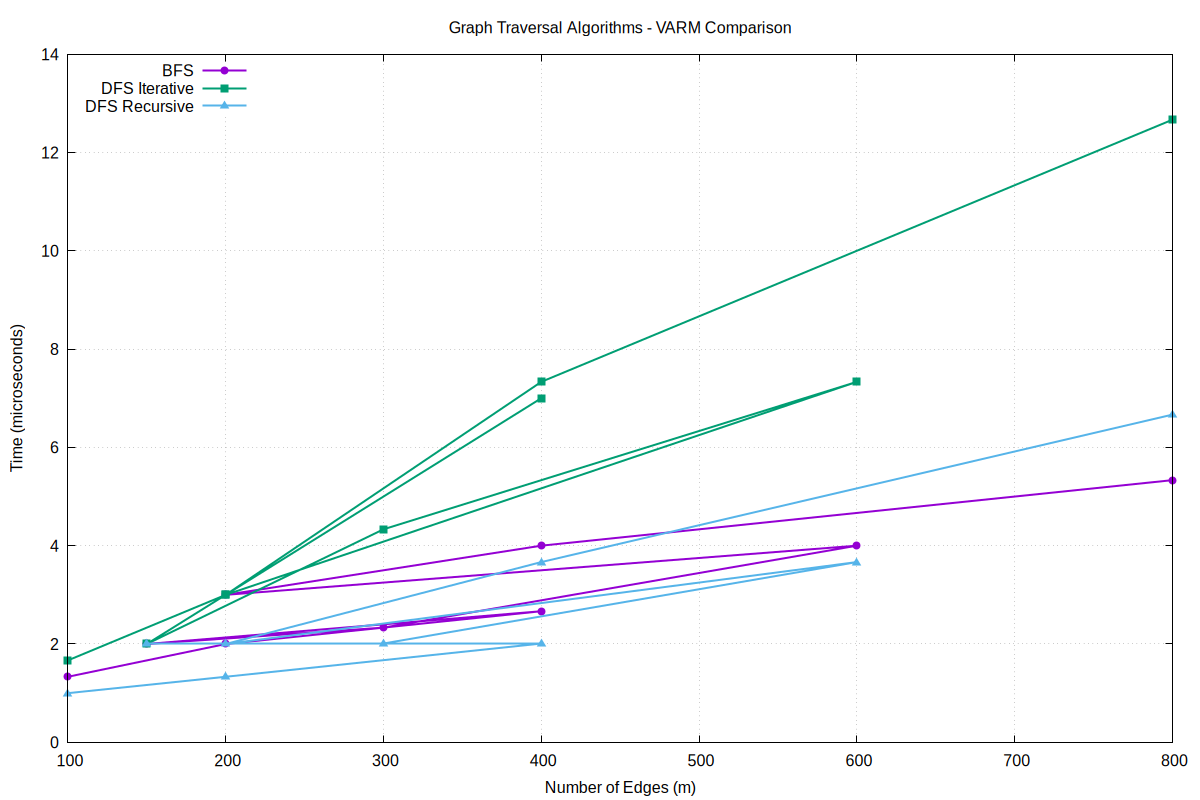 Graph Traversal Algorithms - VARM Comparison
14
12
10
8
6
4
2
0
BFS
DFS Iterative
DFS Recursive
Time (microseconds)
100 200 300 400 500 600 700 800
Number of Edges (m)